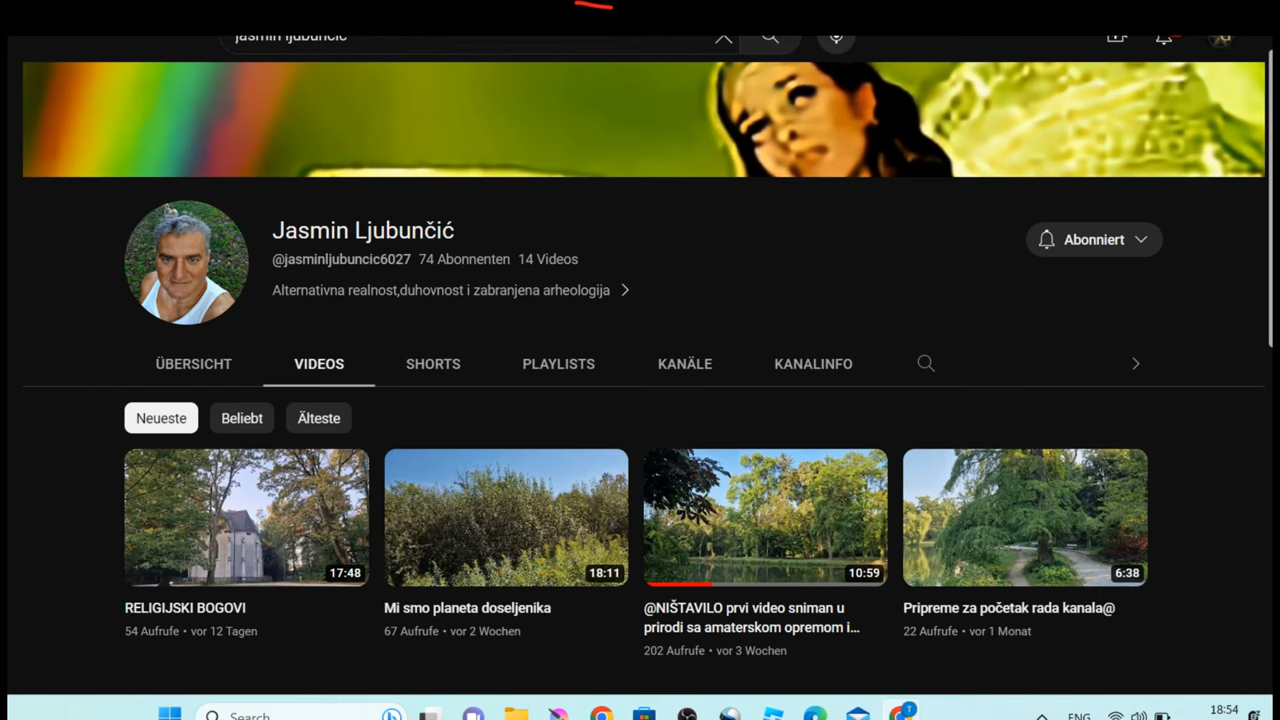 jasmin ljubuncic
Jasmin Ljubunčić
@jasminljubuncic6027 74 Abonnenten 14 Videos
Alternativna realnost,duhovnost i zabranjena arheologija
Abonniert
ÜBERSICHT VIDEOS SHORTS PLAYLISTS KANÄLE KANALINFO
Neueste Beliebt Älteste
17:48 18:11 10:59 6:38
RELIGIJSKI BOGOVI
54 Aufrufe • vor 12 Tagen
Mi smo planeta doseljenika
67 Aufrufe • vor 2 Wochen
@NIŠTAVILO prvi video sniman u
prirodi sa amaterskom opremom i...
202 Aufrufe • vor 3 Wochen
Pripreme za početak rada kanala@
22 Aufrufe • vor 1 Monat
Search
ENG
18:54